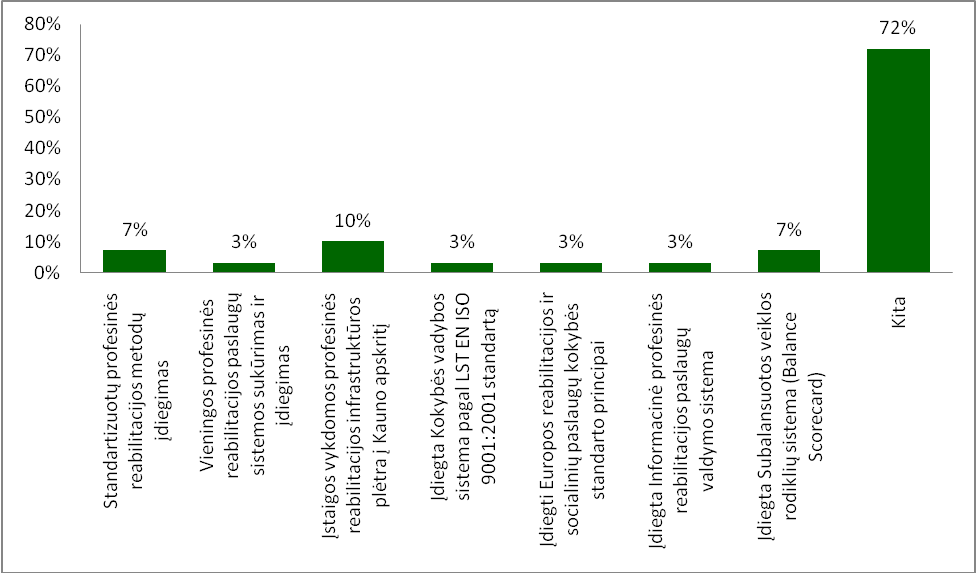 80%
70%
60%
50%
40%
30%
20%
10%
0%
7%
3%
10%
3%
3%
3%
7%
72%
Standartizuotų profesinės
reabilitacijos metodų
įdiegimas
Vieningos profesinės
reabilitacijos paslaugų
sistemos sukūrimas ir
įdiegimas
Įstaigos vykdomos profesinės
reabilitacijos infrastruktūros
plėtra į Kauno apskritį
Įdiegta Kokybės vadybos
sistema pagal LST EN ISO
9001:2001 standartą
Įdiegti Europos reabilitacijos ir
socialinių paslaugų kokybės
standarto principai
Įdiegta Informacinė profesinės
reabilitacijos paslaugų
valdymo sistema
Įdiegta Subalansuotos veiklos
rodiklių sistema (Balance
Scorecard)
Kita